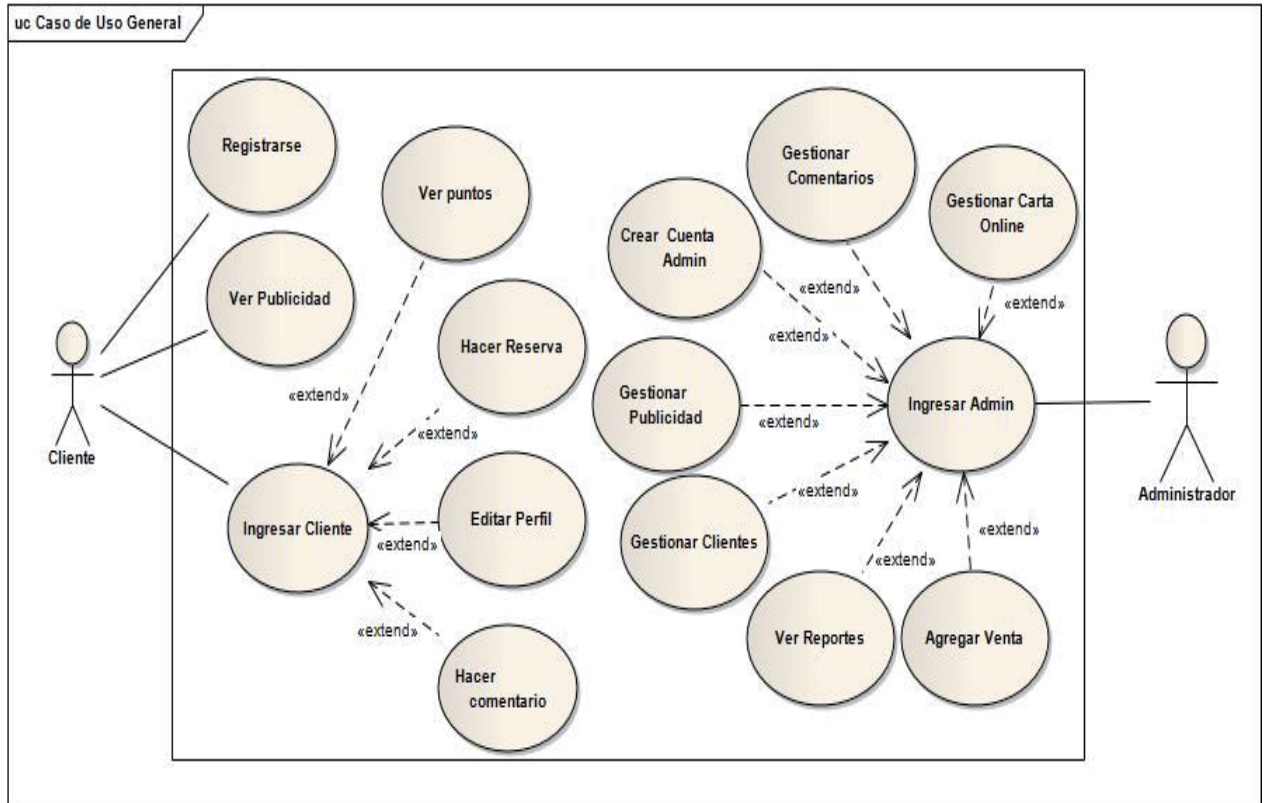 uc Caso de Uso General
Registrarse
Ver puntos
Gestionar
Comentarios
Gestionar Carta
Online
Crear Cuenta
Admin
Ver Publicidad
«extend»
«extend»
«extend»
Hacer Reserva
«extend»
Gestionar
Publicidad
«extend»
Ingresar Admin
Cliente
«extend»
Administrador
«extend»
Ingresar Cliente
Editar Perfil
«extend»
Gestionar Clientes
«extend»
«extend»
«extend»
Ver Reportes
Agregar Venta
Hacer
comentario